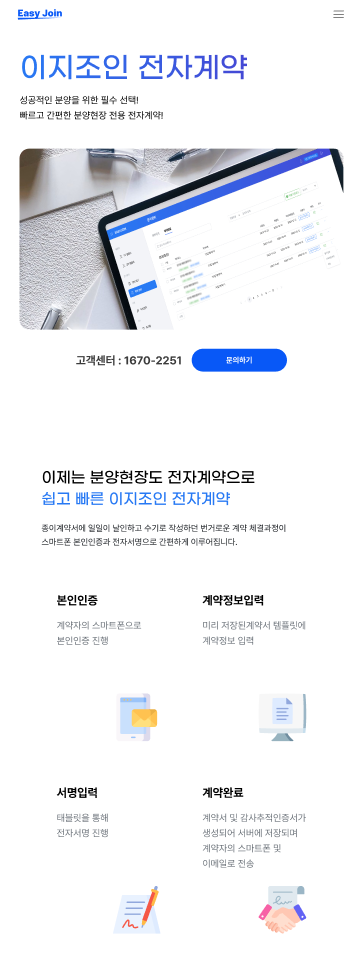 Easy Join
이지조인 전자계약
성공적인 분양을 위한 필수 선택!
빠르고 간편한 분양현장 전용 전자계약!
고객센터 : 1670-2251
문의하기
이제는 분양현장도 전자계약으로
쉽고 빠른 이지조인 전자계약
종이계약서에 일일이 날인하고 수기로 작성하던 번거로운 계약 체결과정이
스마트폰 본인인증과 전자서명으로 간편하게 이루어집니다.
본인인증
계약자의 스마트폰으로
본인인증 진행
계약정보입력
미리 저장된계약서 템플릿에
계약정보 입력
서명입력
태블릿을 통해
전자서명 진행
계약완료
계약서 및 감사추적인증서가
생성되어 서버에 저장되며
계약자의 스마트폰 및
이메일로 전송